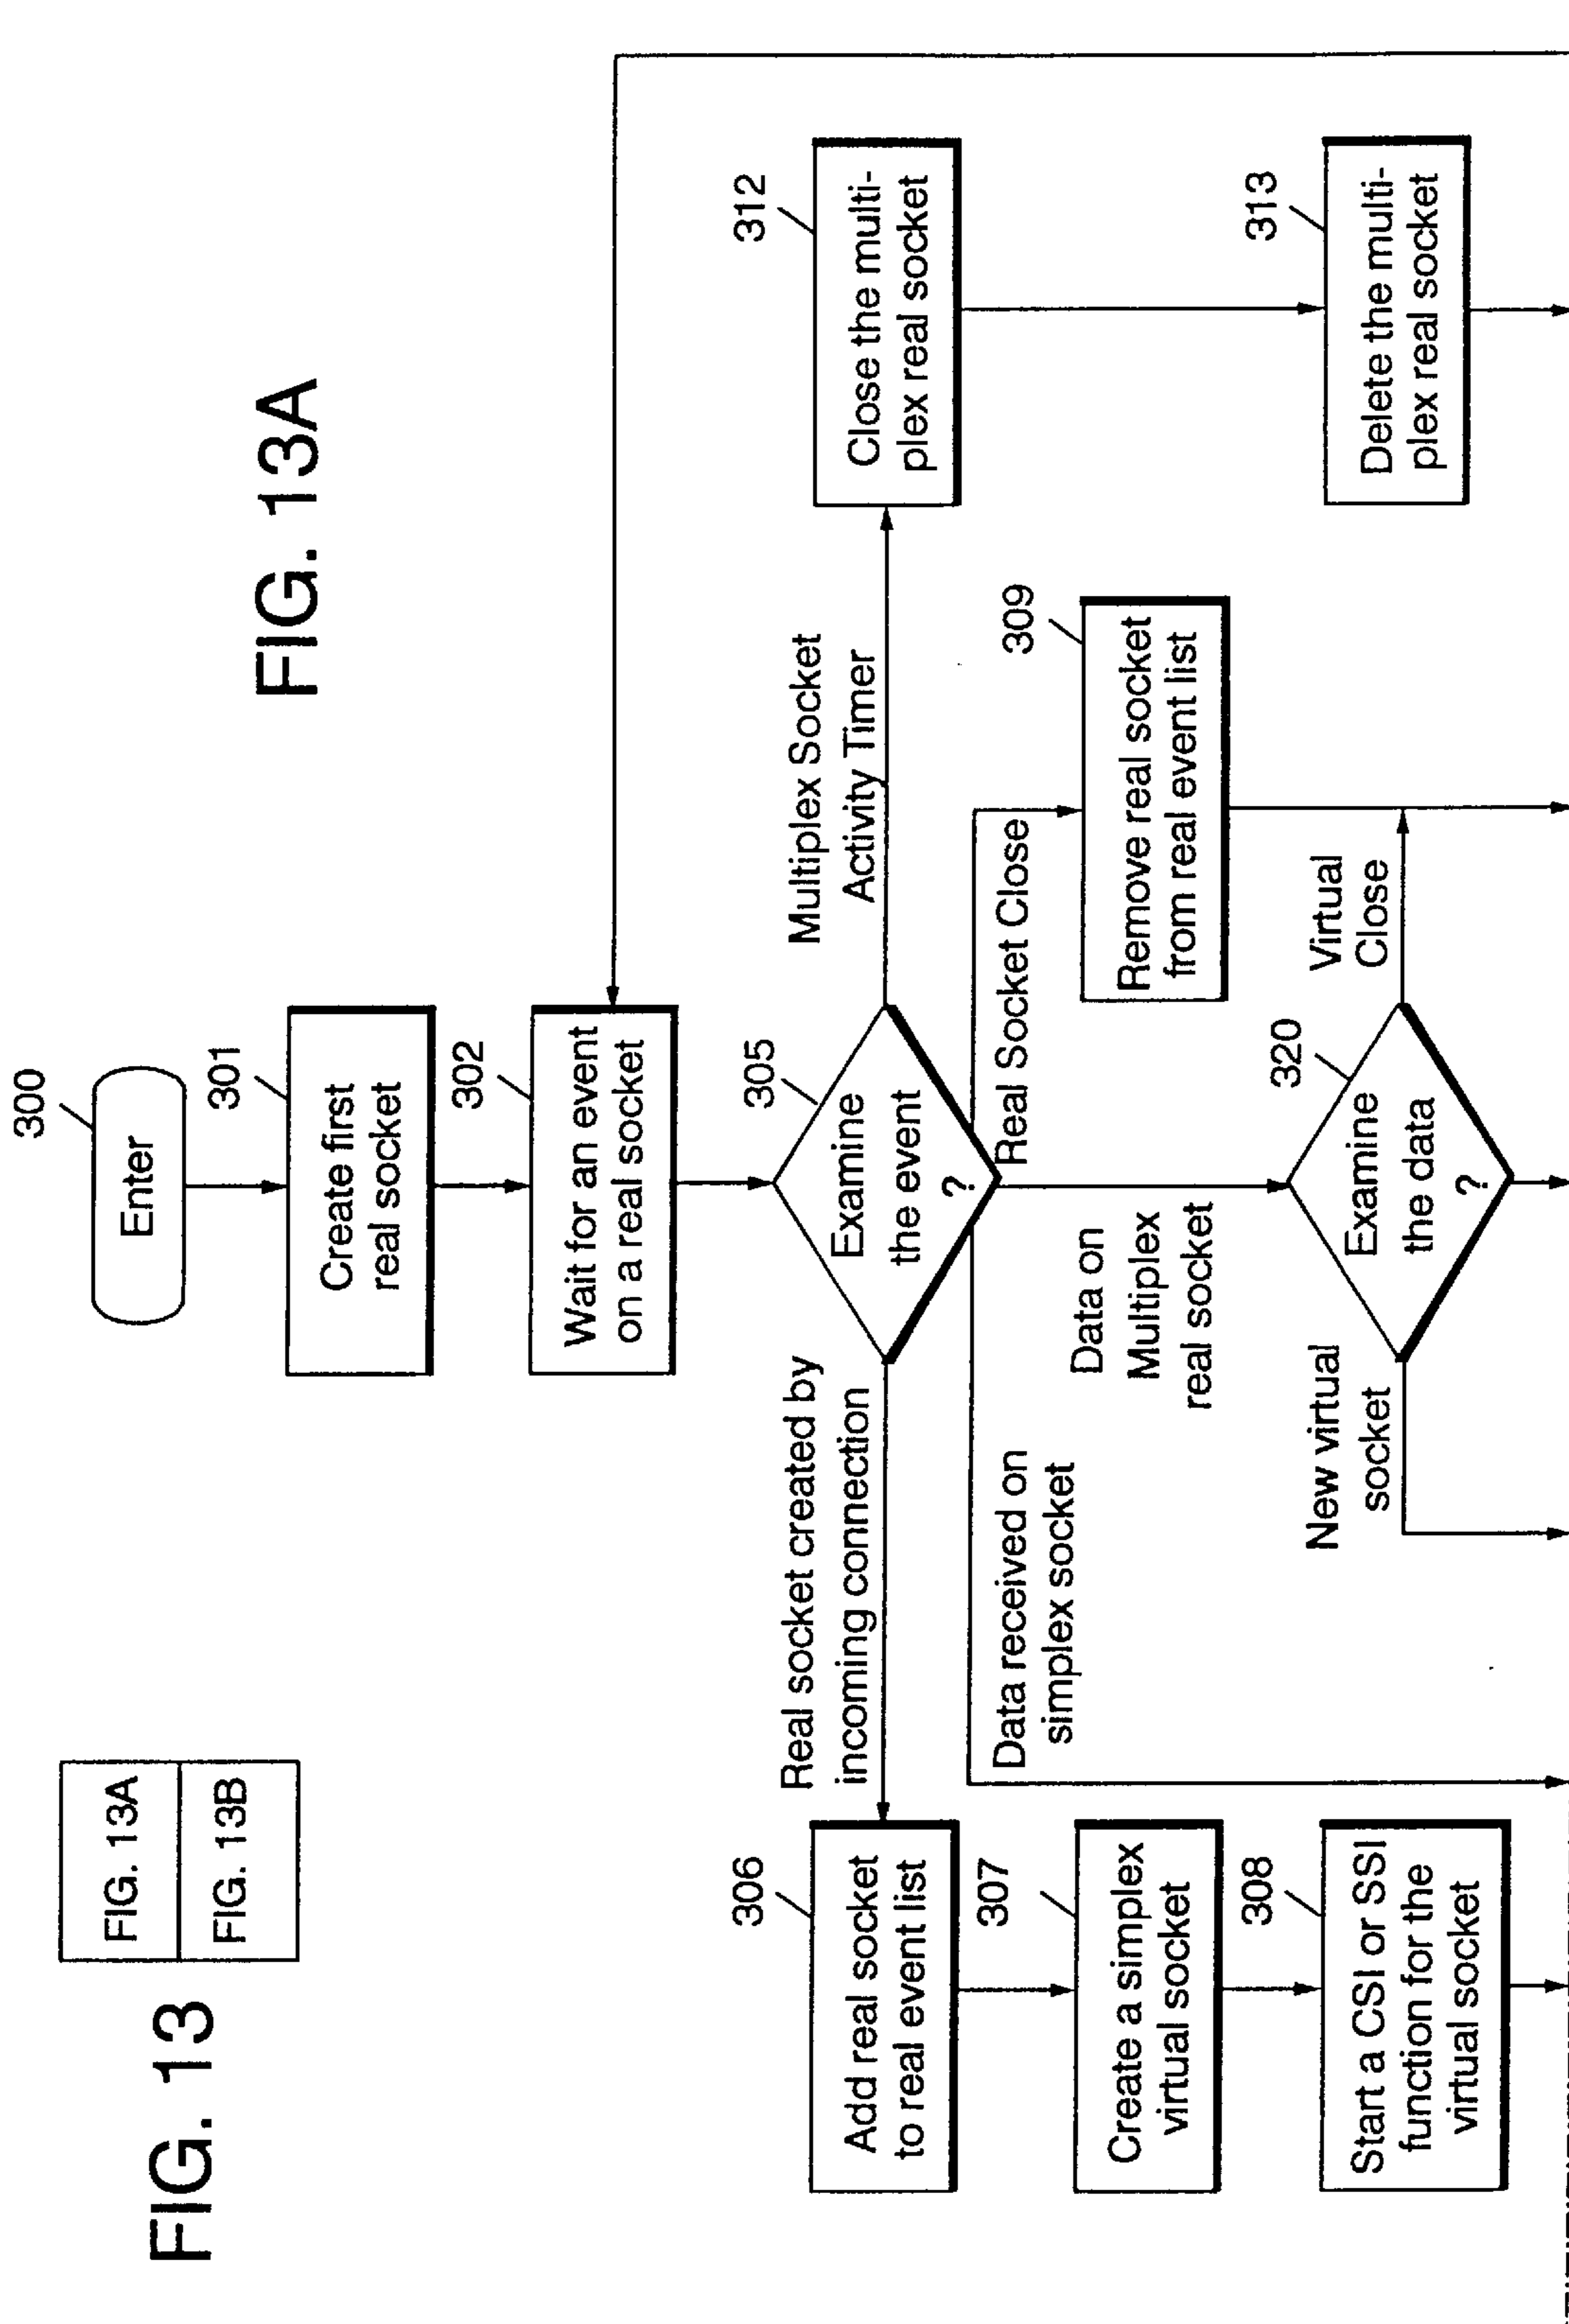 FIG. 13
FIG. 13A
FIG. 13B
FIG. 13A
300
Enter
301
Create first
real socket
302
Wait for an event
on a real socket
305
Examine
the event
?
Real socket created by
incoming connection
Multiplex Socket
Activity Timer
306
Add real socket
to real event list
307
Create a simplex
virtual socket
308
Start a CSI or SSI
function for the
virtual socket
Data received on
simplex socket
Data on
Multiplex
real socket
Real Socket Close
309
Remove real socket
from real event list
312
Close the multi-
plex real socket
313
Delete the multi-
plex real socket
320
Examine
the data
?
New virtual
socket
Virtual
Close